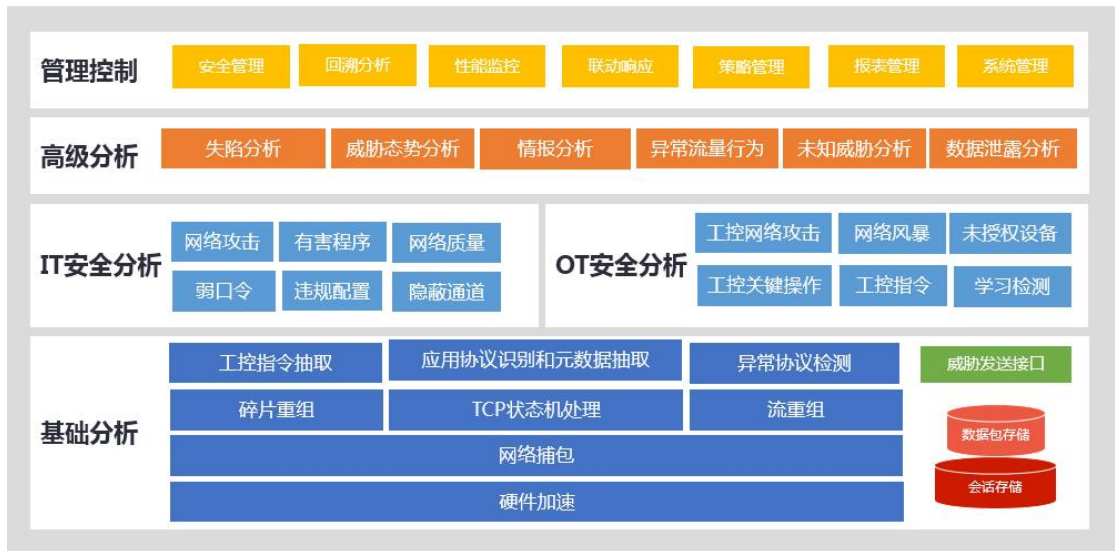 管理控制
安全管理
回溯分析
性能监控
联动响应
策略管理
报表管理
系统管理
高级分析
失陷分析
威胁态势分析
情报分析
异常流量行为
未知威胁分析
数据泄露分析
IT安全分析
网络攻击
有害程序
网络质量
弱口令
违规配置
隐蔽通道
OT安全分析
工控网络攻击
网络风暴
未授权设备
工控关键操作
工控指令
学习检测
基础分析
工控指令抽取
应用协议识别和元数据抽取
异常协议检测
碎片重组
TCP状态机处理
流重组
网络捕包
硬件加速
威胁发送接口
数据包存储
会话存储